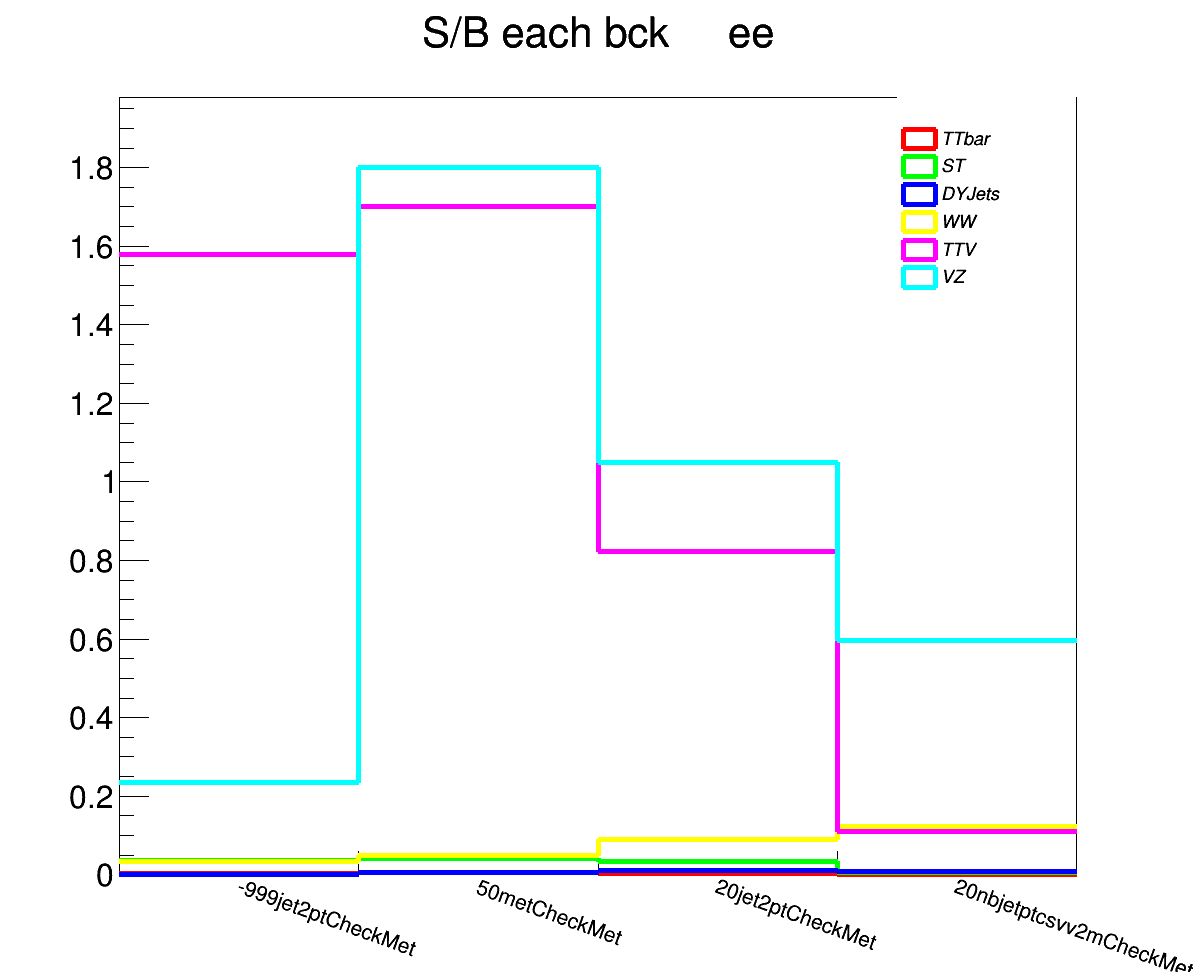 S/B each bck ee
TTbar
ST
DYJets
WW
TTV
VZ
1.8
1.6
1.4
1.2
1
0.8
0.6
0.4
0.2
0
-999jet2ptCheckMet
50metCheckMet
20jet2ptCheckMet
20nbjetptcsvv2mCheckMet